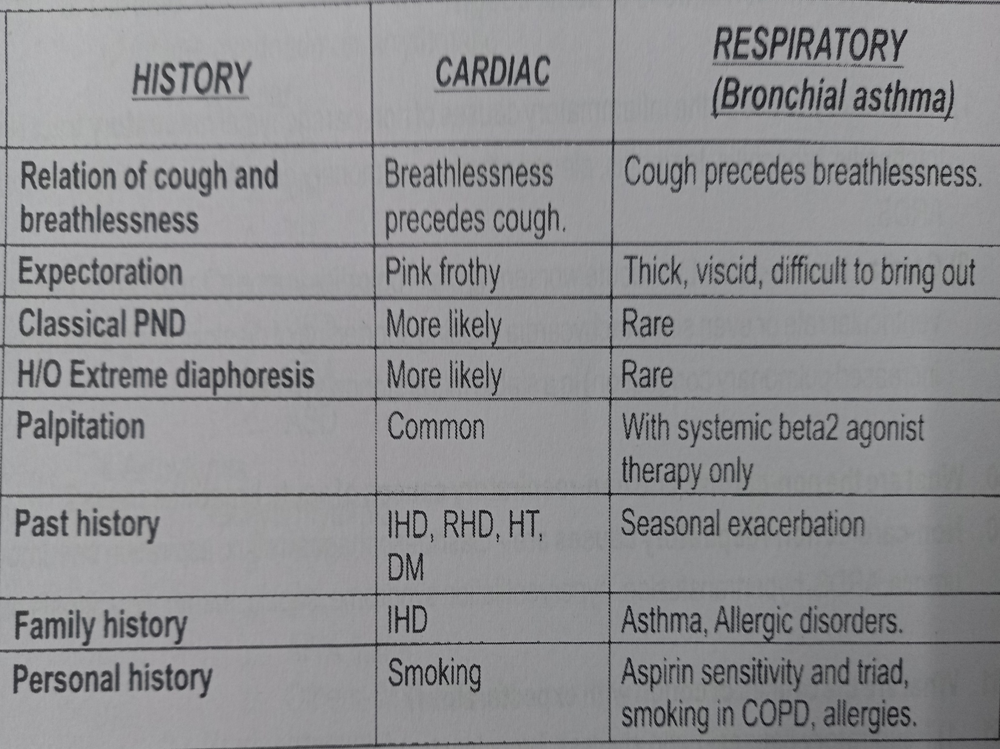 HISTORY
CARDIAC
RESPIRATORY
(Bronchial asthma)
Relation of cough and
breathlessness
Breathlessness
precedes cough.
Cough precedes breathlessness.
Expectoration
Pink frothy
Thick, viscid, difficult to bring out
Classical PND
More likely
Rare
H/O Extreme diaphoresis
More likely
Rare
Palpitation
Common
With systemic beta2 agonist
therapy only
Past history
IHD, RHD, HT,
DM
Seasonal exacerbation
Family history
IHD
Asthma, Allergic disorders.
Personal history
Smoking
Aspirin sensitivity and triad,
smoking in COPD, allergies.